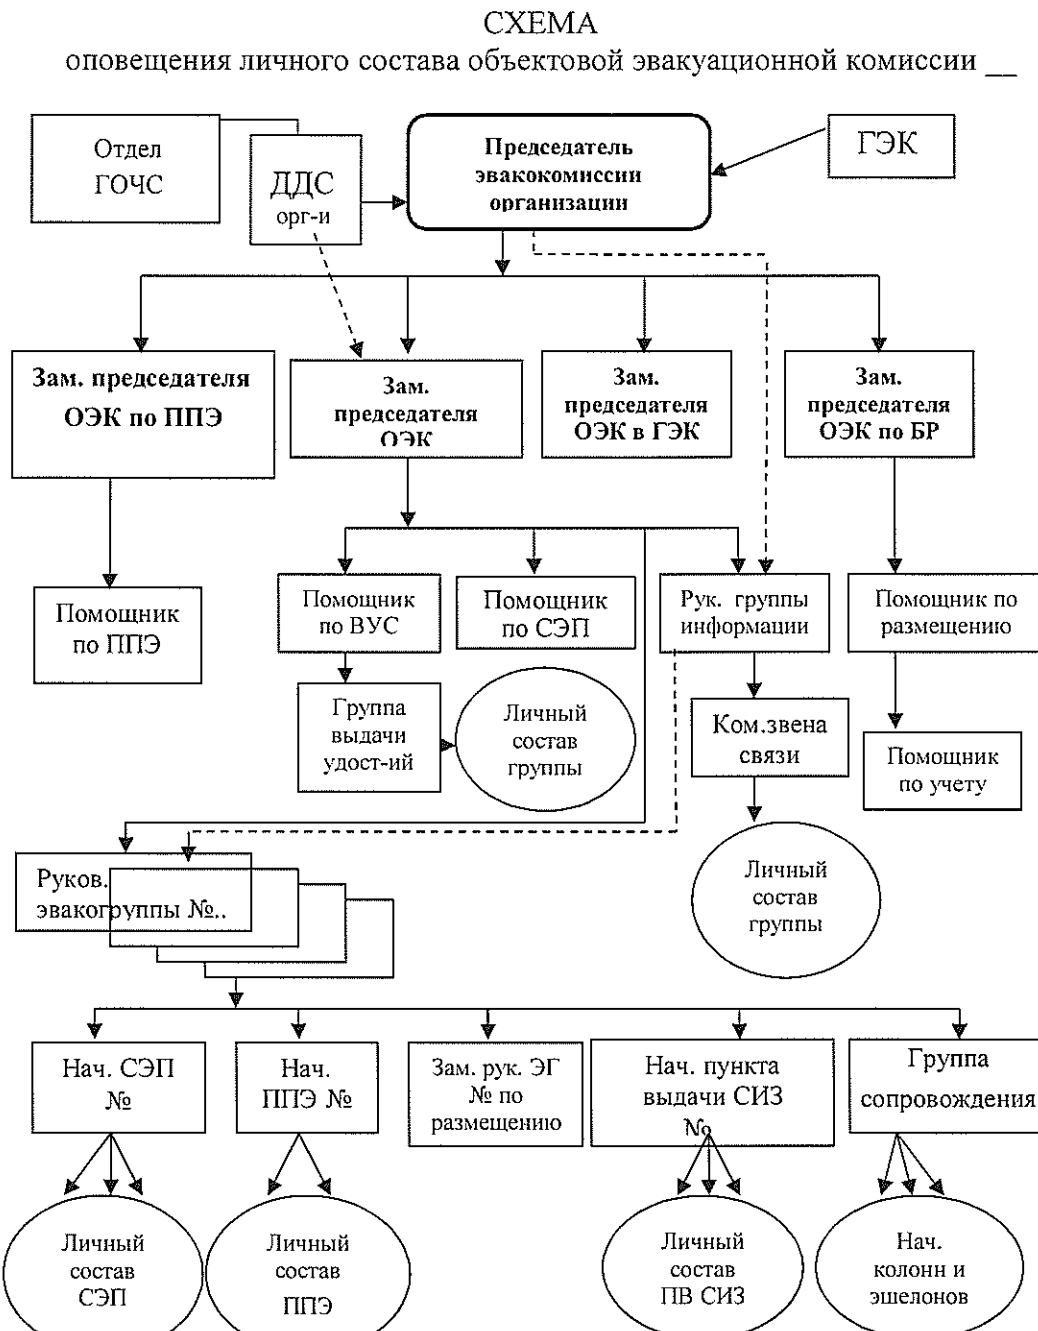 СХЕМА
оповещения личного состава объектовой эвакуационной комиссии __
Отдел
ГОЧС
ДДС
орг-и
Председатель
эвакокомиссии
организации
ГЭК
Зам. председателя
ОЭК по ППЭ
Зам.
председателя
ОЭК
Зам.
председателя
ОЭК в ГЭК
Зам.
председателя
ОЭК по БР
Помощник
по ППЭ
Помощник
по ВУС
Помощник
по СЭП
Рук. группы
информации
Помощник по
размещению
Группа
выдачи
удост-ий
Личный
состав
группы
Ком.звена
связи
Помощник
по учету
Руков.
эвакогруппы №..
Личный
состав
группы
Нач. СЭП
№
Нач.
ППЭ №
Зам. рук. ЭГ
№ по
размещению
Нач. пункта
выдачи СИЗ
№
Группа
сопровождения
Личный
состав
СЭП
Личный
состав
ППЭ
Личный
состав
ПВ СИЗ
Нач.
колонн и
эшелонов